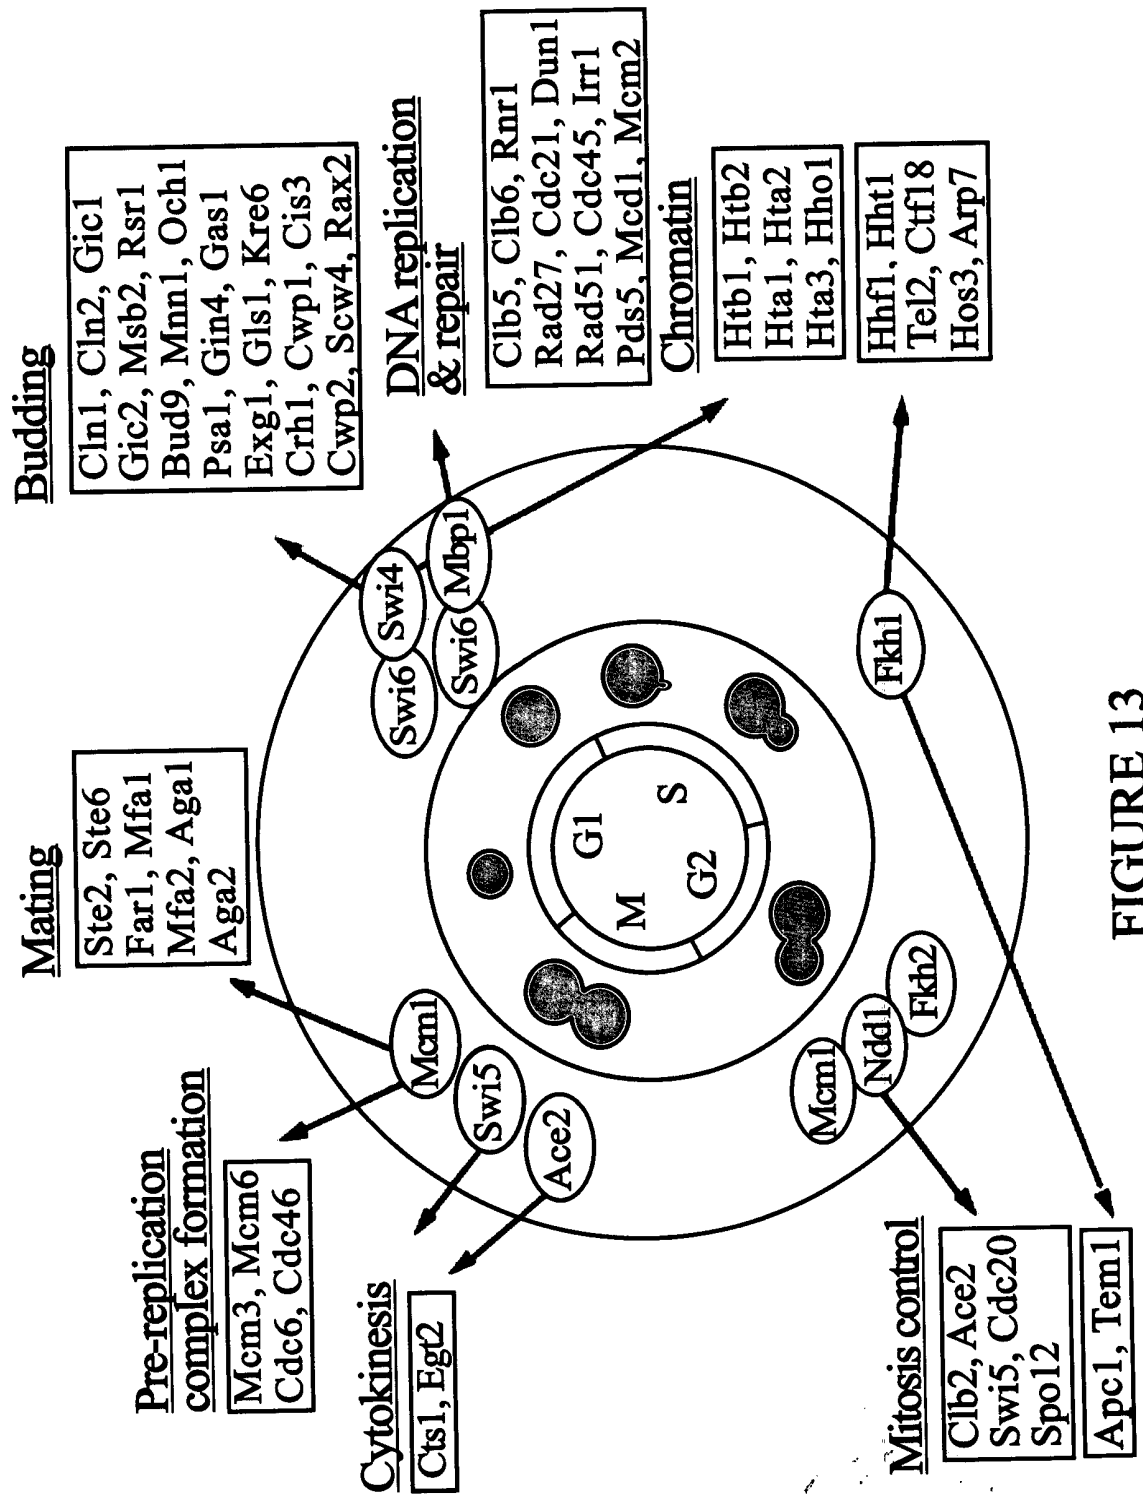 Budding
Cln1, Cln2, Gic1
Gic2, Msb2, Rsr1
Bud9, Mnn1, Och1
Psa1, Gin4, Gas1
Exg1, Gls1, Kre6
Crh1, Cwp1, Cis3
Cwp2, Scw4, Rax2
DNA replication
& repair
Clb5, Clb6, Rnr1
Rad27, Cdc21, Dun1
Rad51, Cdc45, Irr1
Pds5, Mcd1, Mcm2
Chromatin
Htb1, Htb2
Hta1, Hta2
Hta3, Hho1
Hhf1, Hht1
Tel2, Ctf18
Hos3, Arp7
Mating
Ste2, Ste6
Far1, Mfa1
Mfa2, Aga1
Aga2
Pre-replication
complex formation
Mcm3, Mcm6
Cdc6, Cdc46
Cytokinesis
Cts1, Egt2
Mitosis control
Clb2, Ace2
Swi5, Cdc20
Spo12
Apc1, Tem1
Swi6
Swi4
Swi6
Mbp1
Fkh1
Mcm1
Swi5
Ace2
Mcm1
Ndd1
Fkh2
G1
S
G2
M
FIGURE 13